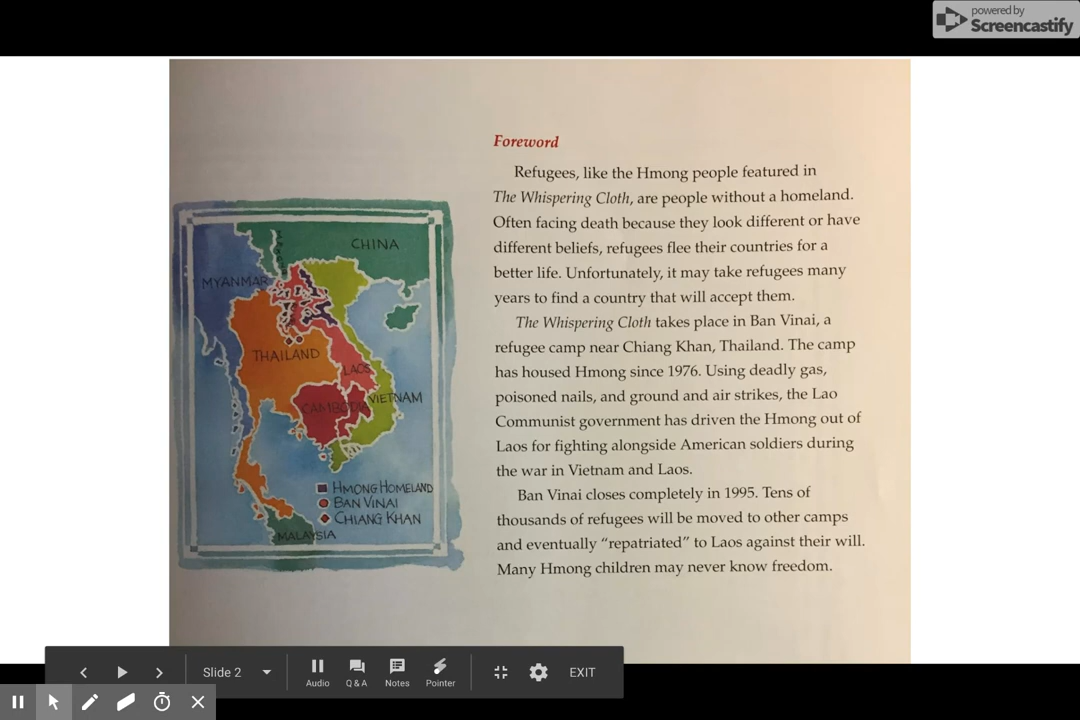 powered by
Screencastify
Foreword
Refugees, like the Hmong people featured in
The Whispering Cloth, are people without a homeland.
Often facing death because they look different or have
different beliefs, refugees flee their countries for a
better life. Unfortunately, it may take refugees many
years to find a country that will accept them.
The Whispering Cloth takes place in Ban Vinai, a
refugee camp near Chiang Khan, Thailand. The camp
has housed Hmong since 1976. Using deadly gas,
poisoned nails, and ground and air strikes, the Lao
Communist government has driven the Hmong out of
Laos for fighting alongside American soldiers during
the war in Vietnam and Laos.
Ban Vinai closes completely in 1995. Tens of
thousands of refugees will be moved to other camps
and eventually “repatriated” to Laos against their will.
Many Hmong children may never know freedom.
CHINA
MYANMAR
THAILAND
LAOS
CAMBODIA
VIETNAM
HMONG HOMELAND
BAN VINAI
CHIANG KHAN
MALAYSIA
Slide 2
Audio
Q & A
Notes
Pointer
EXIT